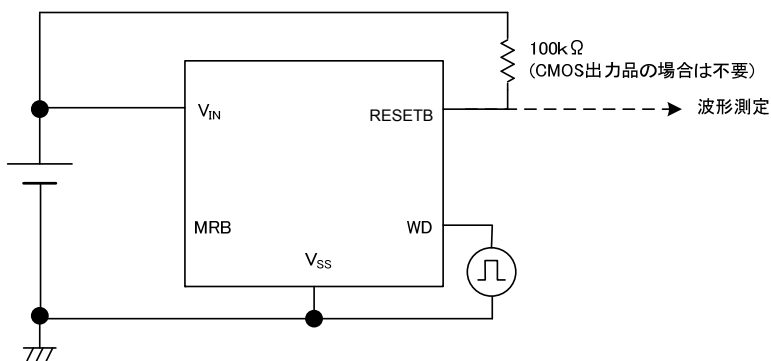 100kΩ
(CMOS出力品の場合は不要)
VIN
RESETB
波形測定
MRB
WD
VSS